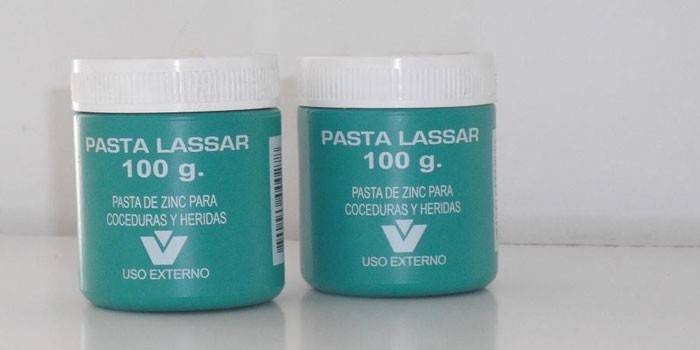 PASTA LASSAR
100 g.
PASTA DE ZINC PARA
COCEDURAS Y HERIDAS
USO EXTERNO
PASTA LASSAR
100 g.
PASTA DE ZINC PARA
COCEDURAS Y HERIDAS
USO EXTERNO